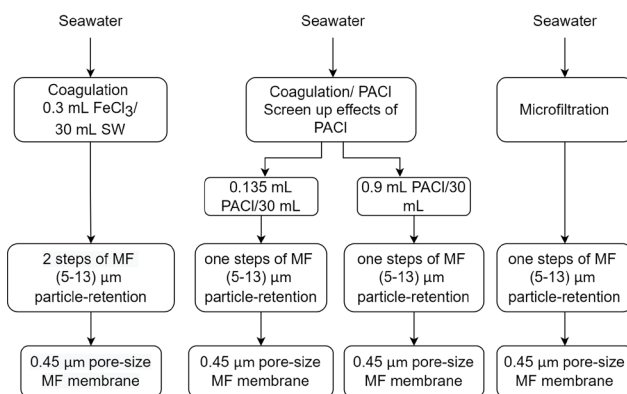 Seawater
Seawater
Seawater
Coagulation
0.3 mL FeCl3/
30 mL SW
Coagulation/ PACl
Screen up effects of
PACl
Microfiltration
0.135 mL
PACl/30 mL
0.9 mL PACl/30
mL
2 steps of MF
(5-13) μm
particle-retention
one steps of MF
(5-13) μm
particle-retention
one steps of MF
(5-13) μm
particle-retention
one steps of MF
(5-13) μm
particle-retention
0.45 μm pore-size
MF membrane
0.45 μm pore-size
MF membrane
0.45 μm pore-size
MF membrane
0.45 μm pore-size
MF membrane